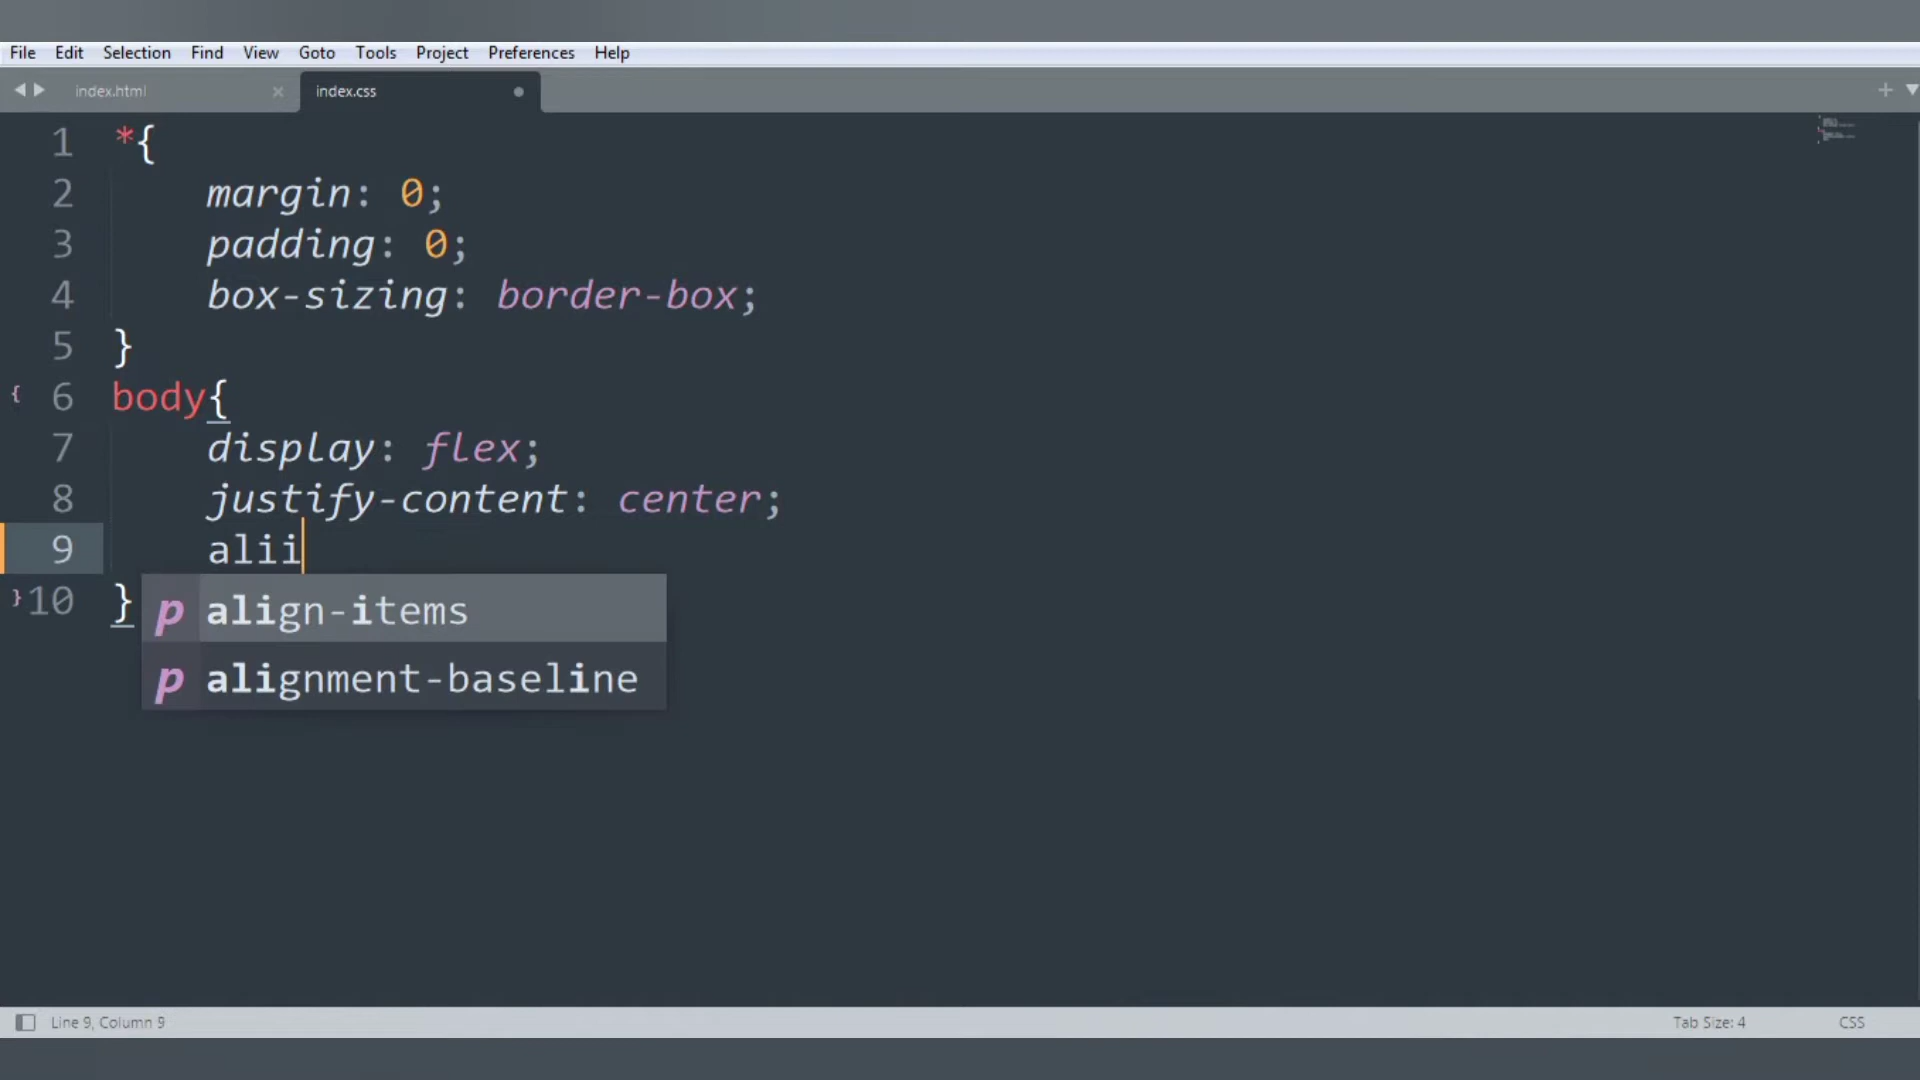 File Edit Selection Find View Goto Tools Project Preferences Help
index.html index.css
1 *{
2 margin: 0;
3 padding: 0;
4 box-sizing: border-box;
5 }
{ 6 body{
7 display: flex;
8 justify-content: center;
9 alii
} 10 }
p align-items
p alignment-baseline
Line 9, Column 9 Tab Size: 4 CSS